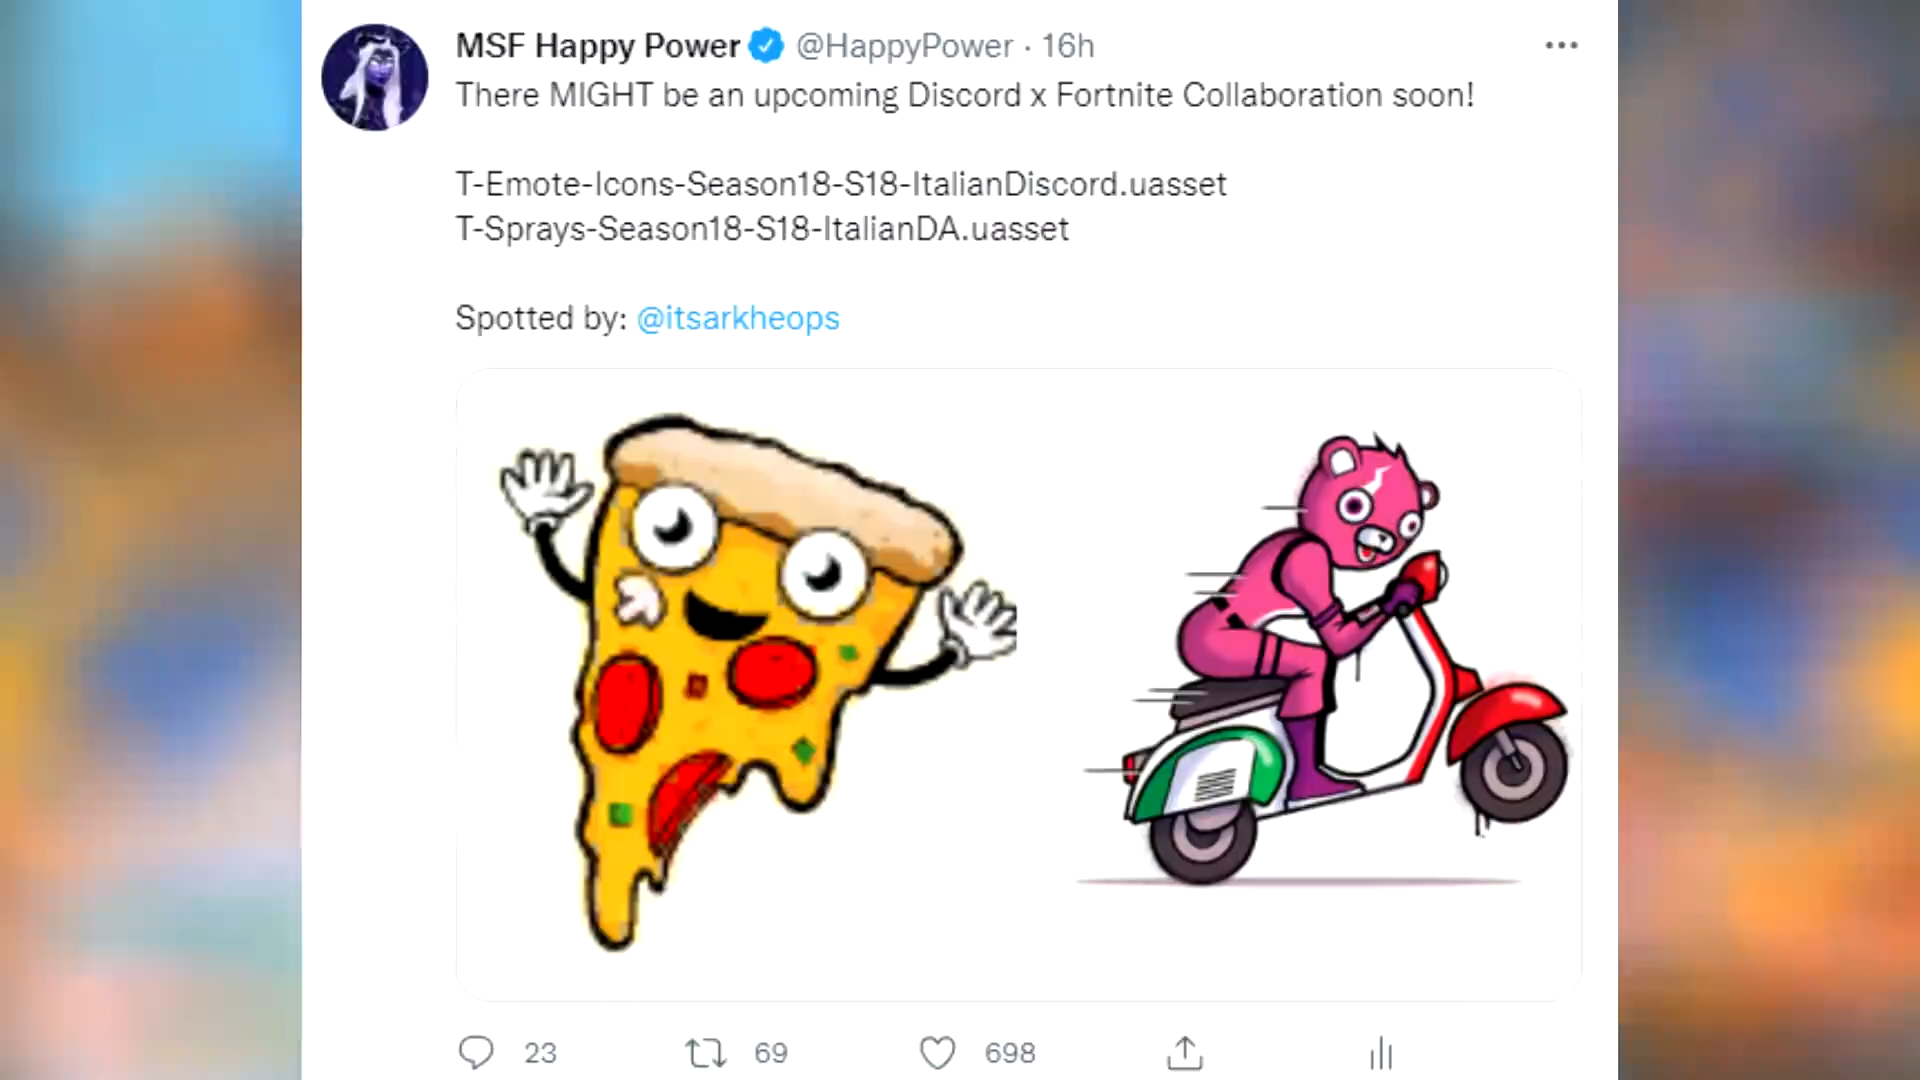 MSF Happy Power @HappyPower · 16h
There MIGHT be an upcoming Discord x Fortnite Collaboration soon!
T-Emote-Icons-Season18-S18-ItalianDiscord.uasset
T-Sprays-Season18-S18-ItalianDA.uasset
Spotted by: @itsarkheops
23 69 698